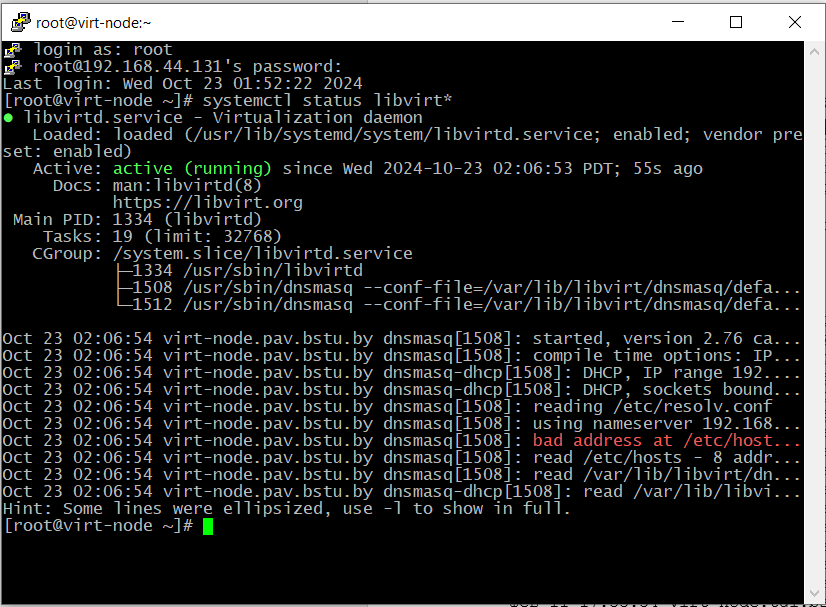 root@virt-node:~
login as: root
root@192.168.44.131's password:
Last login: Wed Oct 23 01:52:22 2024
[root@virt-node ~]# systemctl status libvirt*
● libvirtd.service - Virtualization daemon
   Loaded: loaded (/usr/lib/systemd/system/libvirtd.service; enabled; vendor pre
set: enabled)
   Active: active (running) since Wed 2024-10-23 02:06:53 PDT; 55s ago
     Docs: man:libvirtd(8)
           https://libvirt.org
 Main PID: 1334 (libvirtd)
    Tasks: 19 (limit: 32768)
   CGroup: /system.slice/libvirtd.service
           ├─1334 /usr/sbin/libvirtd
           ├─1508 /usr/sbin/dnsmasq --conf-file=/var/lib/libvirt/dnsmasq/defa...
           └─1512 /usr/sbin/dnsmasq --conf-file=/var/lib/libvirt/dnsmasq/defa...
Oct 23 02:06:54 virt-node.pav.bstu.by dnsmasq[1508]: started, version 2.76 ca...
Oct 23 02:06:54 virt-node.pav.bstu.by dnsmasq[1508]: compile time options: IP...
Oct 23 02:06:54 virt-node.pav.bstu.by dnsmasq-dhcp[1508]: DHCP, IP range 192....
Oct 23 02:06:54 virt-node.pav.bstu.by dnsmasq-dhcp[1508]: DHCP, sockets bound...
Oct 23 02:06:54 virt-node.pav.bstu.by dnsmasq[1508]: reading /etc/resolv.conf
Oct 23 02:06:54 virt-node.pav.bstu.by dnsmasq[1508]: using nameserver 192.168...
Oct 23 02:06:54 virt-node.pav.bstu.by dnsmasq[1508]: bad address at /etc/host...
Oct 23 02:06:54 virt-node.pav.bstu.by dnsmasq[1508]: read /etc/hosts - 8 addr...
Oct 23 02:06:54 virt-node.pav.bstu.by dnsmasq[1508]: read /var/lib/libvirt/dn...
Oct 23 02:06:54 virt-node.pav.bstu.by dnsmasq-dhcp[1508]: read /var/lib/libvi...
Hint: Some lines were ellipsized, use -l to show in full.
[root@virt-node ~]#